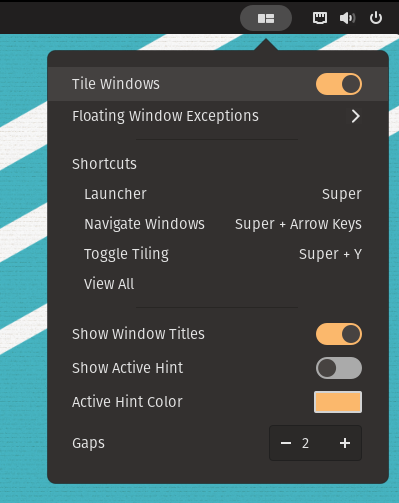 Tile Windows
Floating Window Exceptions
Shortcuts
Launcher Super
Navigate Windows Super + Arrow Keys
Toggle Tiling Super + Y
View All
Show Window Titles
Show Active Hint
Active Hint Color
Gaps − 2 +